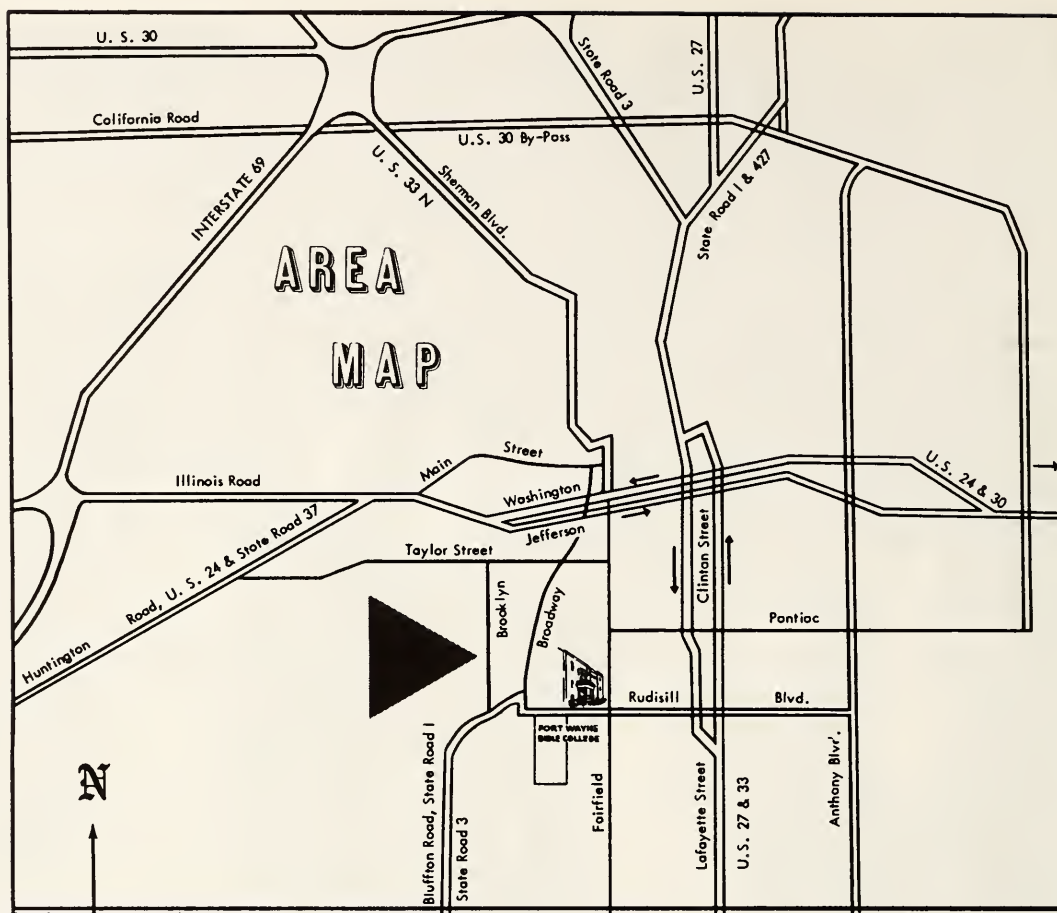 U. S. 30
State Road 3
U.S. 27
Colifornia Road
U.S. 30 By-Pass
INTERSTATE 69
U. S. 33 N
Sherman Blvd.
State Road 1 & 427
AREA
MAP
Main Street
Illinois Road
Washington
Jefferson
U.S. 24 & 30
Huntington Road, U. S. 24 & State Road 37
Taylor Street
Brooklyn
Broadway
Clinton Street
Pontiac
Rudisill Blvd.
FORT WAYNE
BIBLE COLLEGE
N
Bluffton Road, State Road 1
State Road 3
Fairfield
Lafayette Street
U.S. 27 & 33
Anthony Blvr'.